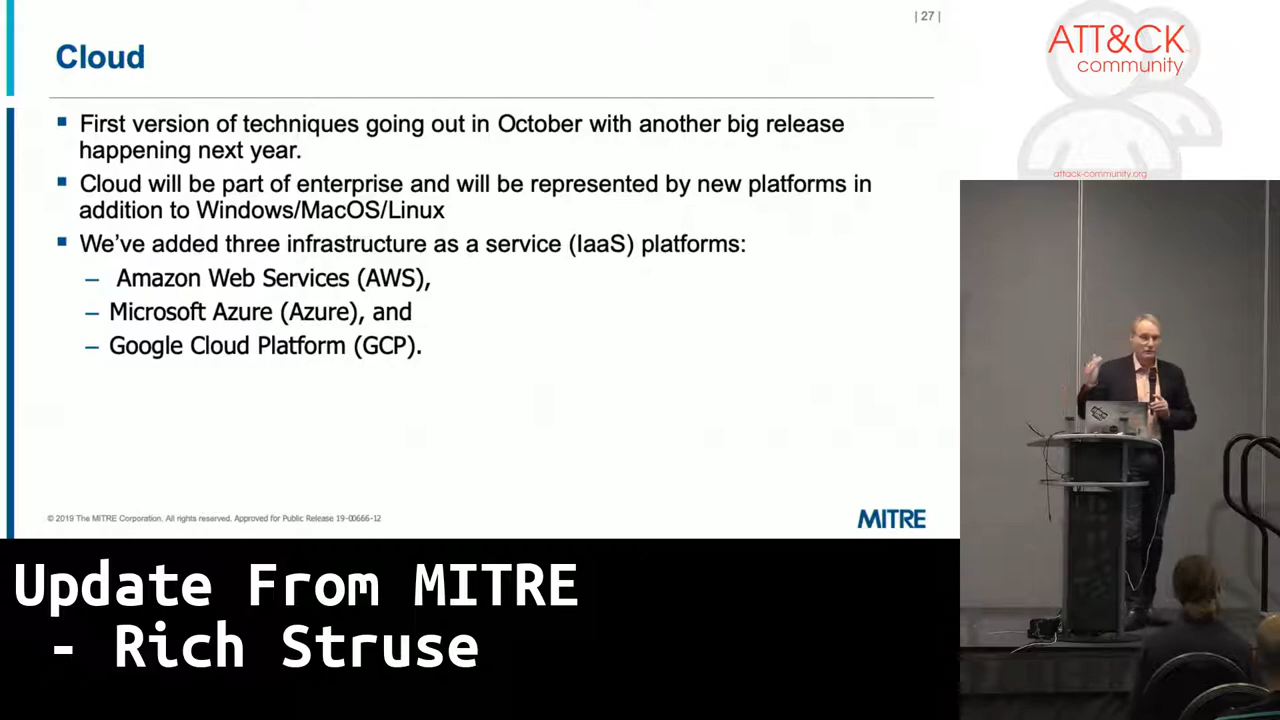 | 27 |
Cloud
▪ First version of techniques going out in October with another big release
happening next year.
▪ Cloud will be part of enterprise and will be represented by new platforms in
addition to Windows/MacOS/Linux
▪ We’ve added three infrastructure as a service (IaaS) platforms:
– Amazon Web Services (AWS),
– Microsoft Azure (Azure), and
– Google Cloud Platform (GCP).
© 2019 The MITRE Corporation. All rights reserved. Approved for Public Release 19-00666-12
MITRE
ATT&CK
community
attack-community.org
Update From MITRE
- Rich Struse